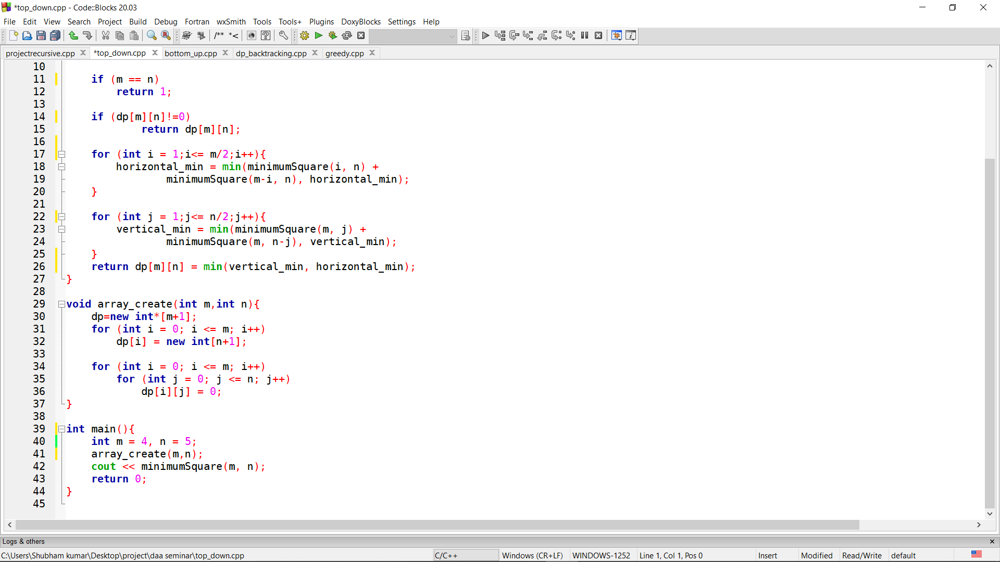 *top_down.cpp - Code::Blocks 20.03
File Edit View Search Project Build Debug Fortran wxSmith Tools Tools+ Plugins DoxyBlocks Settings Help
/** *<
projectrecursive.cpp *top_down.cpp bottom_up.cpp dp_backtracking.cpp greedy.cpp
10
11 if (m == n)
12 return 1;
13
14 if (dp[m][n]!=0)
15 return dp[m][n];
16
17 for (int i = 1;i<= m/2;i++){
18 horizontal_min = min(minimumSquare(i, n) +
19 minimumSquare(m-i, n), horizontal_min);
20 }
21
22 for (int j = 1;j<= n/2;j++){
23 vertical_min = min(minimumSquare(m, j) +
24 minimumSquare(m, n-j), vertical_min);
25 }
26 return dp[m][n] = min(vertical_min, horizontal_min);
27 }
28
29 void array_create(int m,int n){
30 dp=new int*[m+1];
31 for (int i = 0; i <= m; i++)
32 dp[i] = new int[n+1];
33
34 for (int i = 0; i <= m; i++)
35 for (int j = 0; j <= n; j++)
36 dp[i][j] = 0;
37 }
38
39 int main(){
40 int m = 4, n = 5;
41 array_create(m,n);
42 cout << minimumSquare(m, n);
43 return 0;
44 }
45
Logs & others
C:\Users\Shubham kumar\Desktop\project\daa seminar\top_down.cpp C/C++ Windows (CR+LF) WINDOWS-1252 Line 1, Col 1, Pos 0 Insert Modified Read/Write default